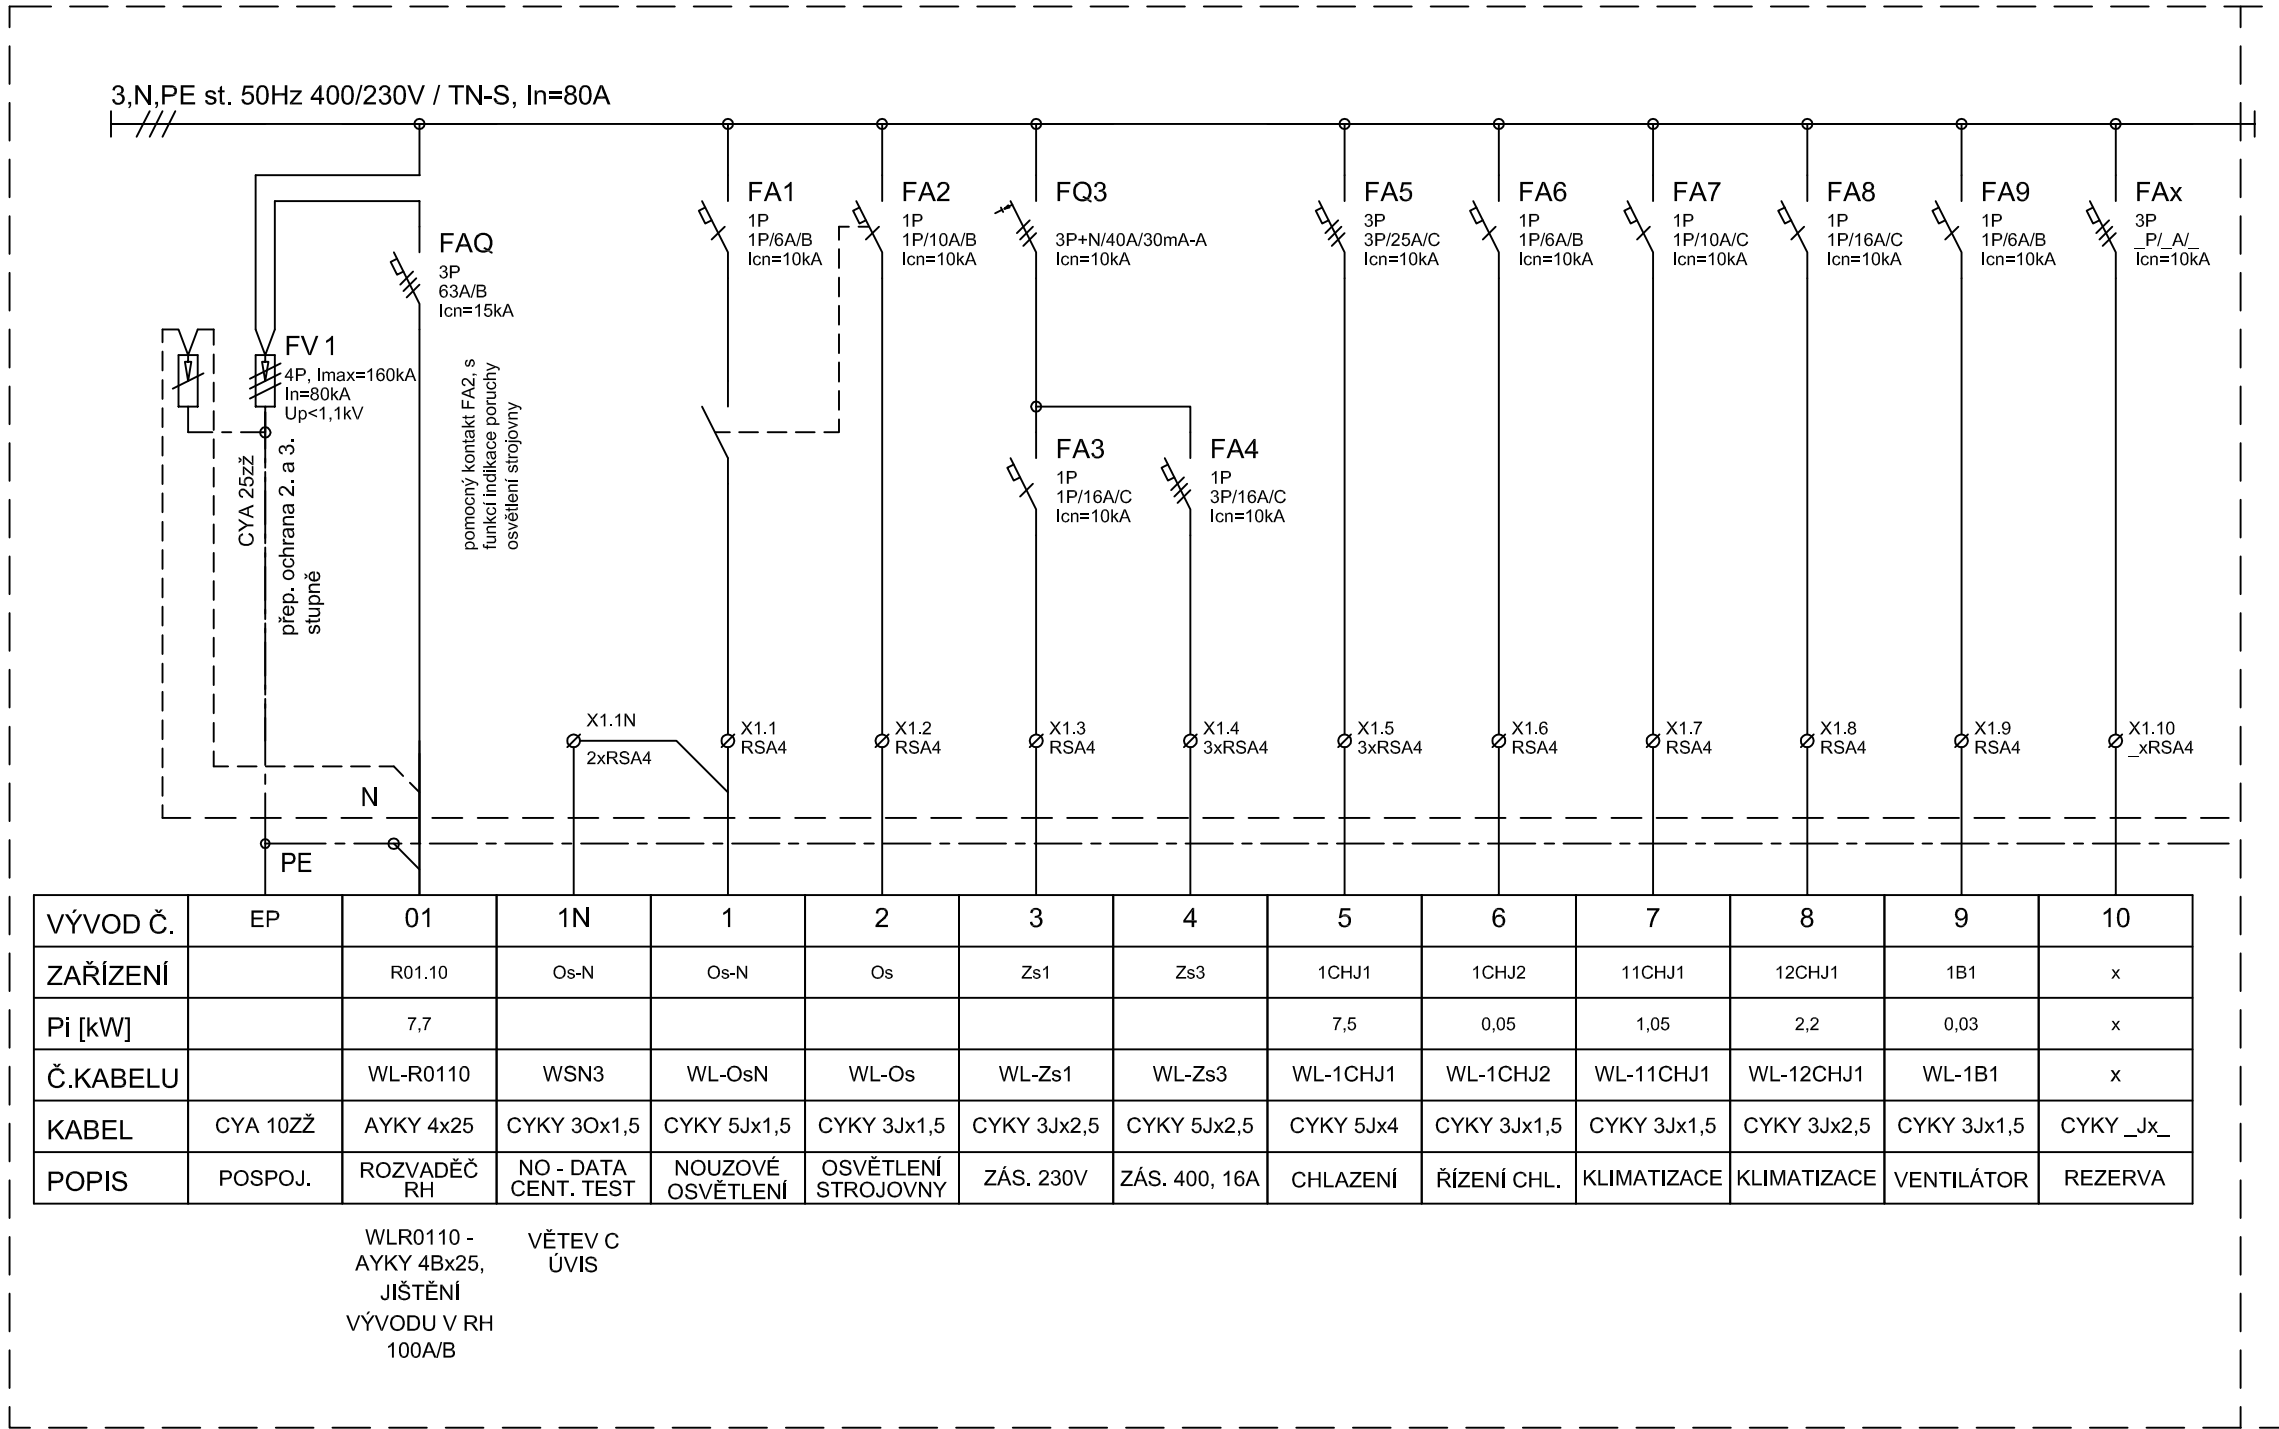 3,N,PE st. 50Hz 400/230V / TN-S, In=80A
FAQ
3P
63A/B
Icn=15kA
FV 1
4P, Imax=160kA
In=80kA
Up<1,1kV
CYA 25zž
přep. ochrana 2. a 3.
stupně
pomocný kontakt FA2, s
funkcí indikace poruchy
osvětlení strojovny
FA1
1P
1P/6A/B
Icn=10kA
FA2
1P
1P/10A/B
Icn=10kA
FQ3
3P+N/40A/30mA-A
Icn=10kA
FA3
1P
1P/16A/C
Icn=10kA
FA4
1P
3P/16A/C
Icn=10kA
FA5
3P
3P/25A/C
Icn=10kA
FA6
1P
1P/6A/B
Icn=10kA
FA7
1P
1P/10A/C
Icn=10kA
FA8
1P
1P/16A/C
Icn=10kA
FA9
1P
1P/6A/B
Icn=10kA
FAx
3P
_P/_A/_
Icn=10kA
X1.1N
2xRSA4
X1.1
RSA4
X1.2
RSA4
X1.3
RSA4
X1.4
3xRSA4
X1.5
3xRSA4
X1.6
RSA4
X1.7
RSA4
X1.8
RSA4
X1.9
RSA4
X1.10
_xRSA4
N
PE
VÝVOD Č. EP 01 1N 1 2 3 4 5 6 7 8 9 10
ZAŘÍZENÍ R01.10 Os-N Os-N Os Zs1 Zs3 1CHJ1 1CHJ2 11CHJ1 12CHJ1 1B1 x
Pi [kW] 7,7 7,5 0,05 1,05 2,2 0,03 x
Č.KABELU WL-R0110 WSN3 WL-OsN WL-Os WL-Zs1 WL-Zs3 WL-1CHJ1 WL-1CHJ2 WL-11CHJ1 WL-12CHJ1 WL-1B1 x
KABEL CYA 10ZŽ AYKY 4x25 CYKY 3Ox1,5 CYKY 5Jx1,5 CYKY 3Jx1,5 CYKY 3Jx2,5 CYKY 5Jx2,5 CYKY 5Jx4 CYKY 3Jx1,5 CYKY 3Jx1,5 CYKY 3Jx2,5 CYKY 3Jx1,5 CYKY _Jx_
POPIS POSPOJ. ROZVADĚČ RH NO - DATA CENT. TEST NOUZOVÉ OSVĚTLENÍ OSVĚTLENÍ STROJOVNY ZÁS. 230V ZÁS. 400, 16A CHLAZENÍ ŘÍZENÍ CHL. KLIMATIZACE KLIMATIZACE VENTILÁTOR REZERVA
WLR0110 -
AYKY 4Bx25,
JIŠTĚNÍ
VÝVODU V RH
100A/B
VĚTEV C
ÚVIS